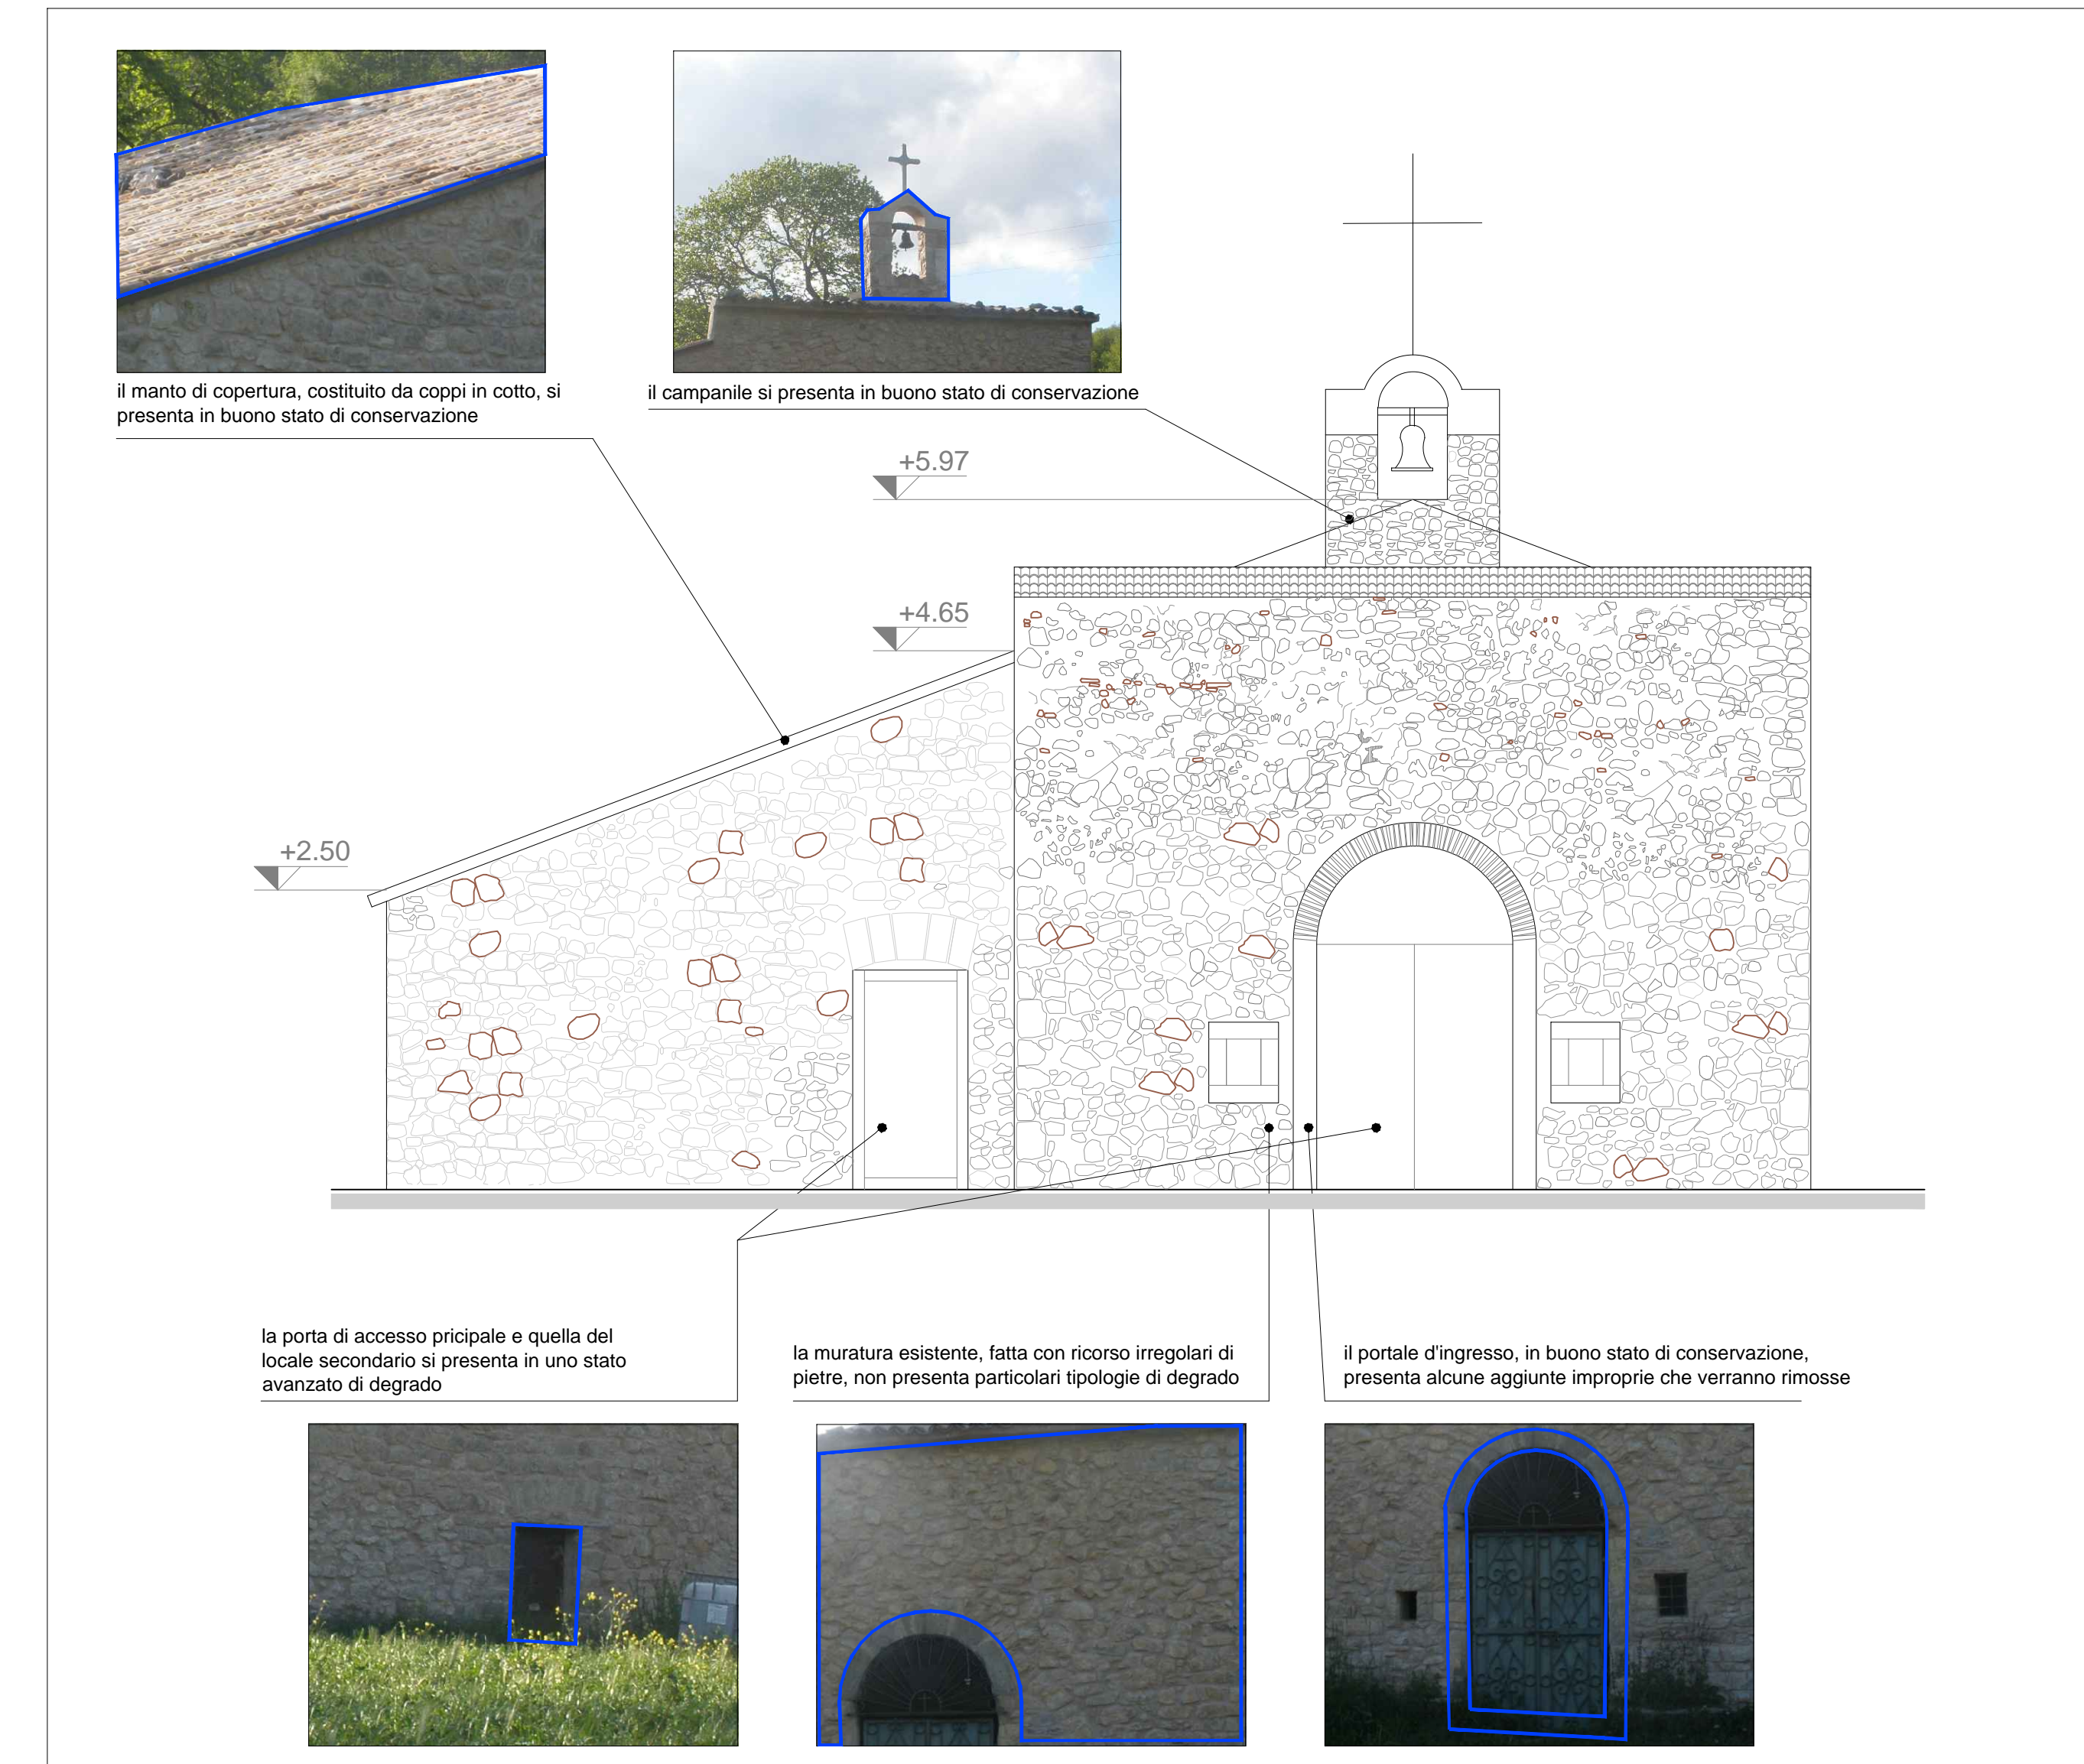 il manto di copertura, costituito da coppi in cotto, si
presenta in buono stato di conservazione
il campanile si presenta in buono stato di conservazione
+5.97
+4.65
+2.50
la porta di accesso pricipale e quella del
locale secondario si presenta in uno stato
avanzato di degrado
la muratura esistente, fatta con ricorso irregolari di
pietre, non presenta particolari tipologie di degrado
il portale d'ingresso, in buono stato di conservazione,
presenta alcune aggiunte improprie che verranno rimosse